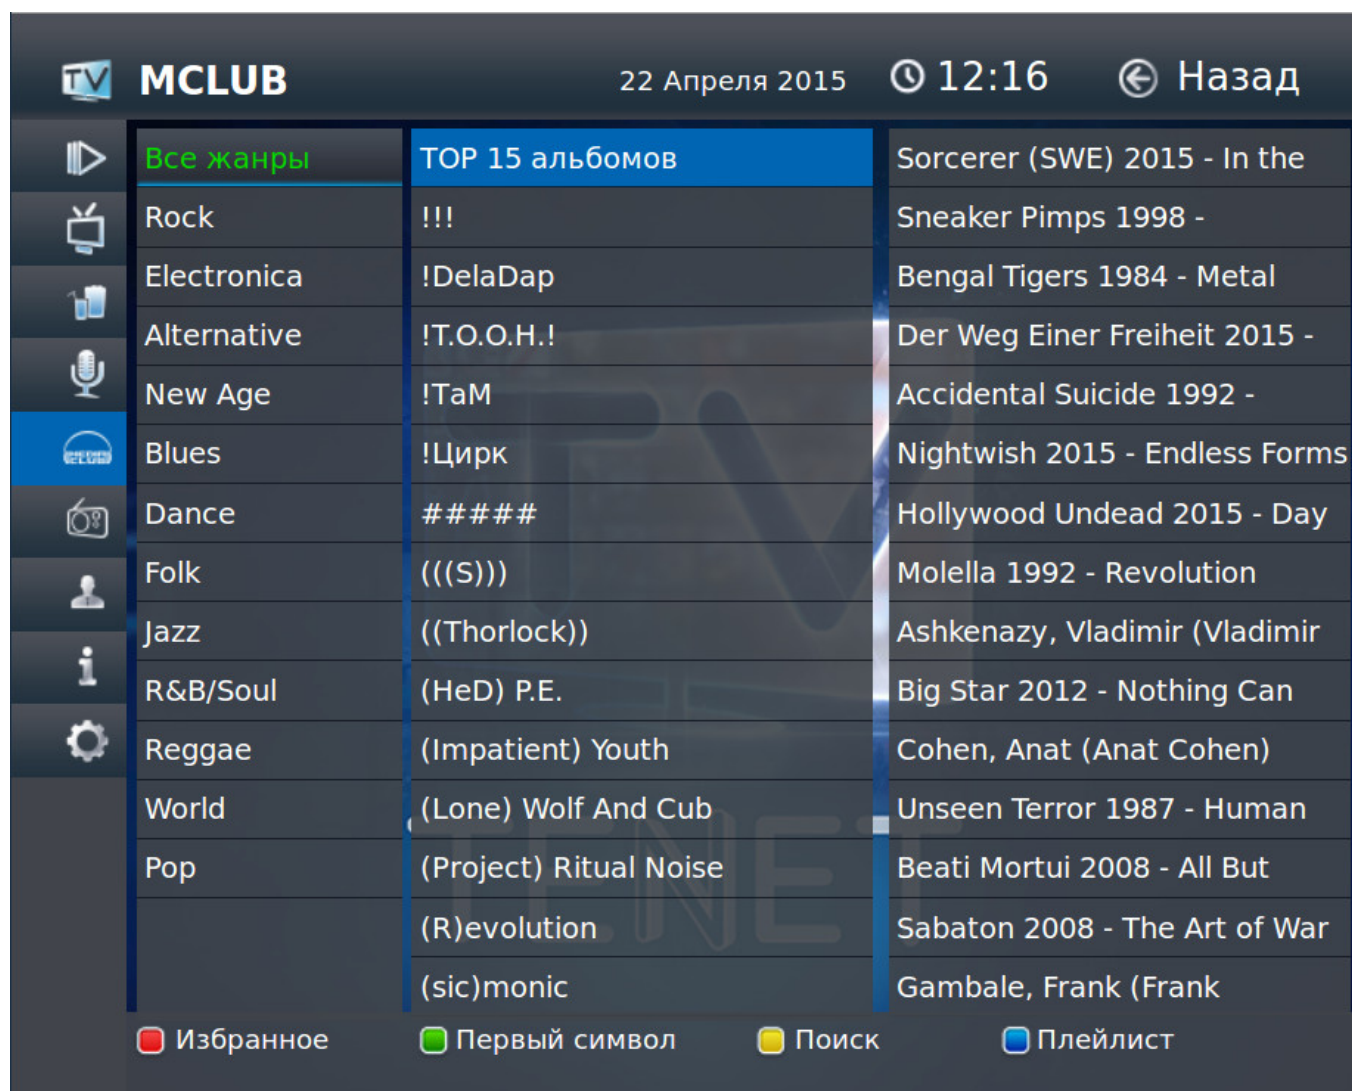 TV MCLUB 22 Апреля 2015 12:16 Назад
Все жанры
Rock
Electronica
Alternative
New Age
Blues
Dance
Folk
Jazz
R&B/Soul
Reggae
World
Pop
TOP 15 альбомов
!!!
!DelaDap
!T.O.O.H.!
!TaM
!Цирк
#####
(((S)))
((Thorlock))
(HeD) P.E.
(Impatient) Youth
(Lone) Wolf And Cub
(Project) Ritual Noise
(R)evolution
(sic)monic
Sorcerer (SWE) 2015 - In the
Sneaker Pimps 1998 -
Bengal Tigers 1984 - Metal
Der Weg Einer Freiheit 2015 -
Accidental Suicide 1992 -
Nightwish 2015 - Endless Forms
Hollywood Undead 2015 - Day
Molella 1992 - Revolution
Ashkenazy, Vladimir (Vladimir
Big Star 2012 - Nothing Can
Cohen, Anat (Anat Cohen)
Unseen Terror 1987 - Human
Beati Mortui 2008 - All But
Sabaton 2008 - The Art of War
Gambale, Frank (Frank
TV
TENET
Избранное Первый символ Поиск Плейлист